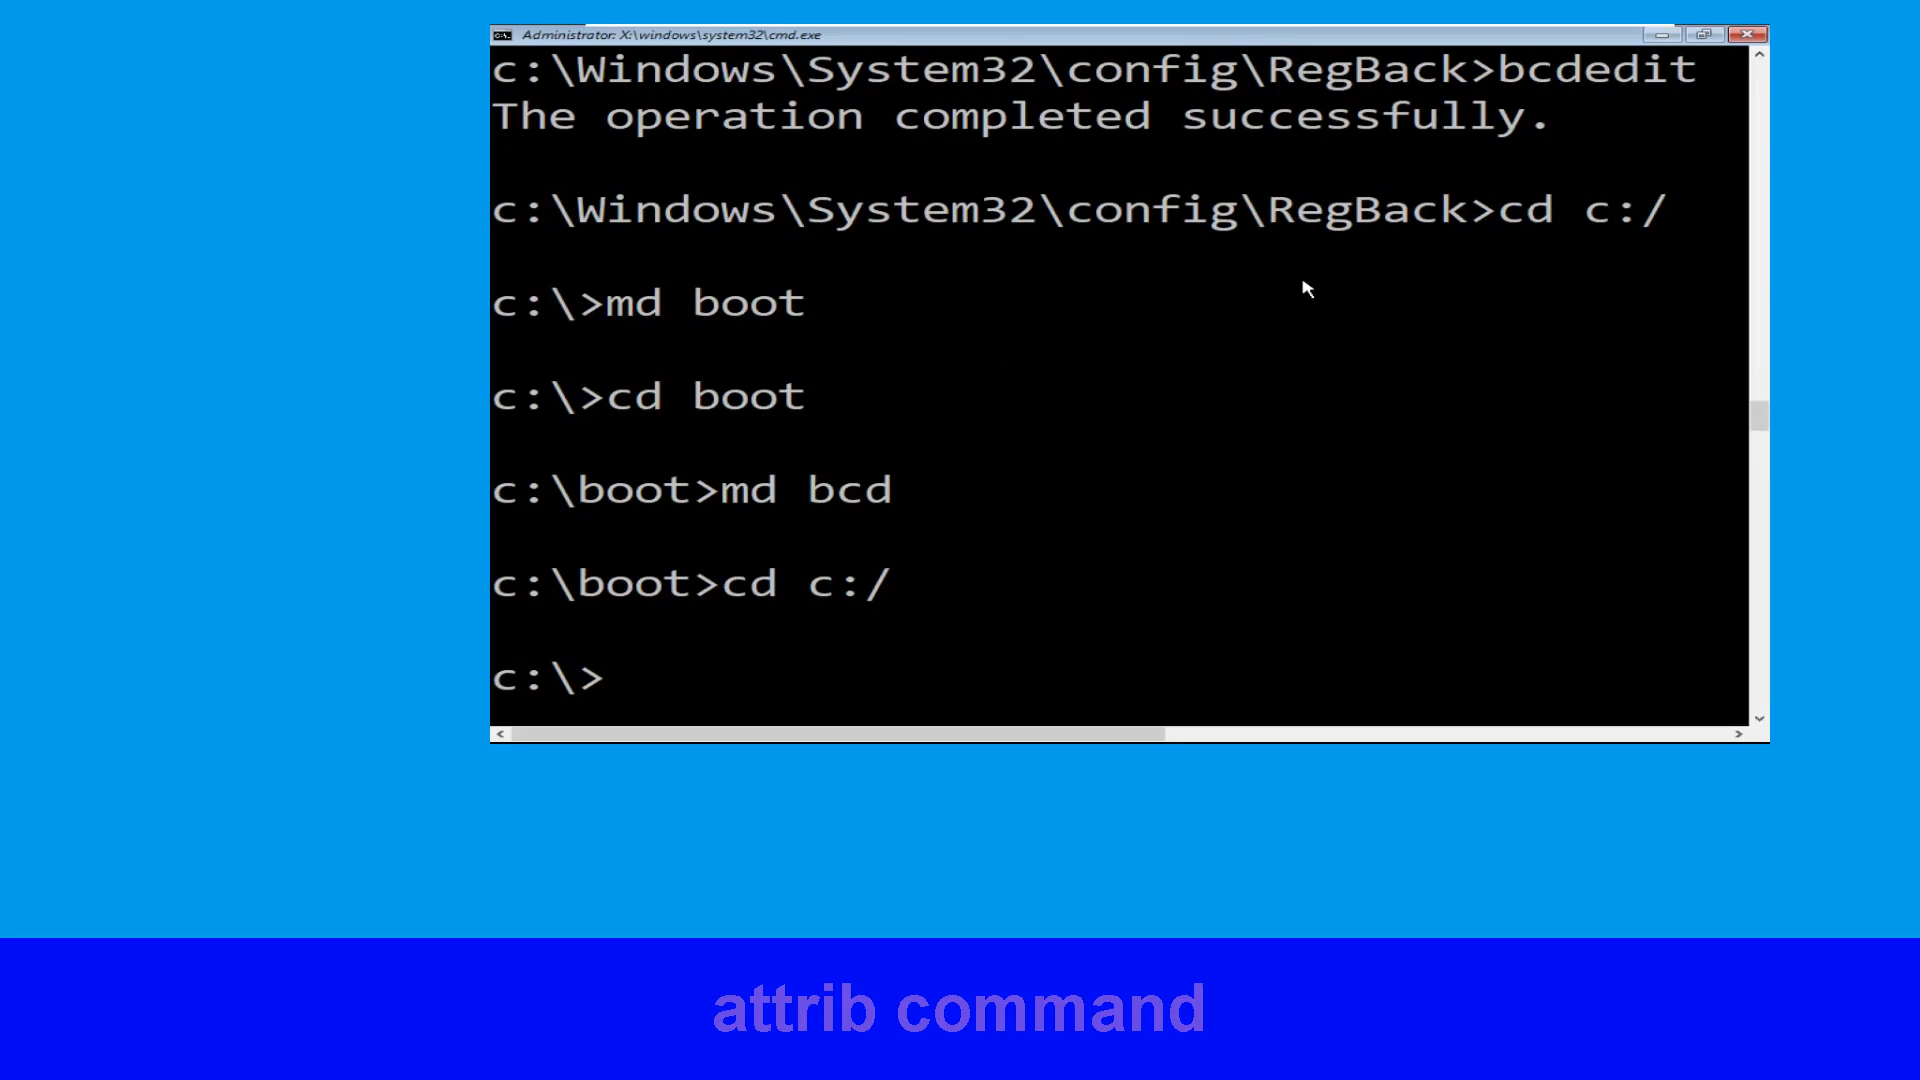 Administrator: X:\windows\system32\cmd.exe
c:\Windows\System32\config\RegBack>bcdedit
The operation completed successfully.
c:\Windows\System32\config\RegBack>cd c:/
c:\>md boot
c:\>cd boot
c:\boot>md bcd
c:\boot>cd c:/
c:\>
attrib command